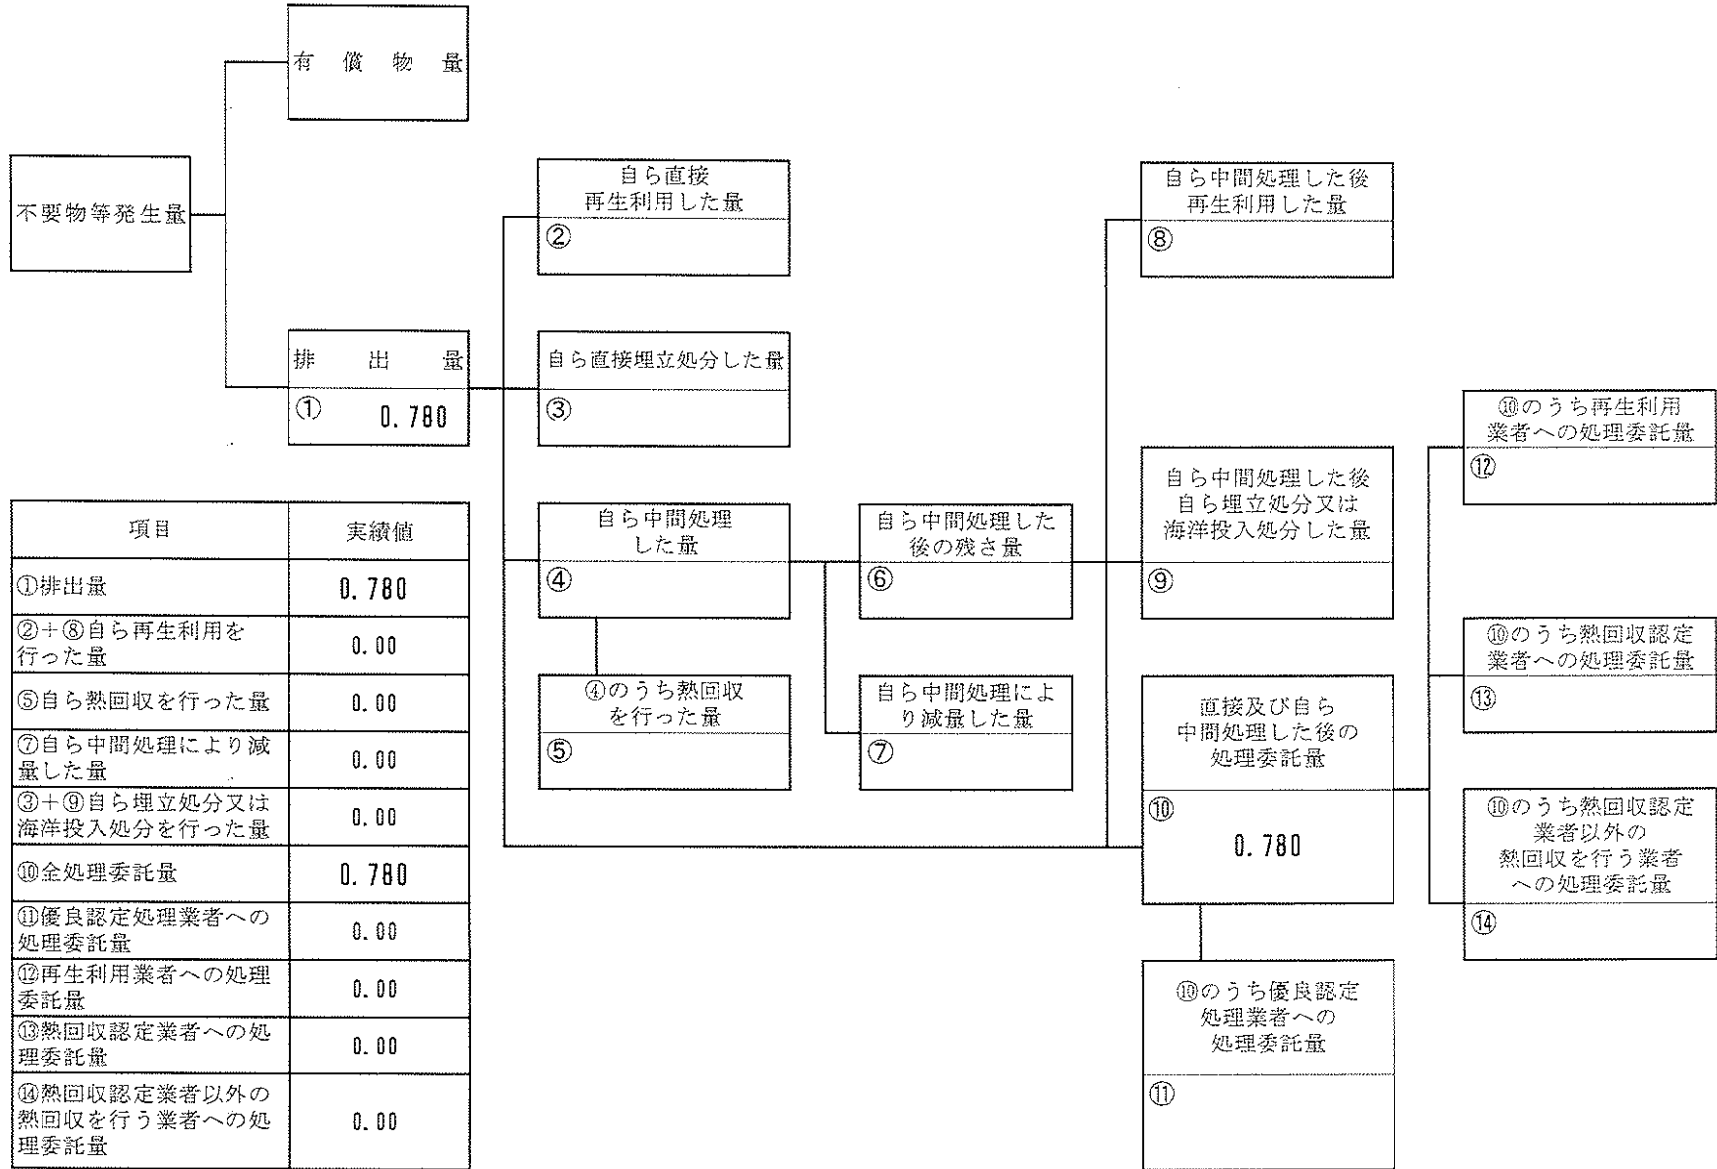 有償物量
不要物等発生量
排出量
① 0.780
自ら直接
再生利用した量
②
自ら直接埋立処分した量
③
自ら中間処理
した量
④
④のうち熱回収
を行った量
⑤
自ら中間処理した
後の残さ量
⑥
自ら中間処理によ
り減量した量
⑦
自ら中間処理した後
再生利用した量
⑧
自ら中間処理した後
自ら埋立処分又は
海洋投入処分した量
⑨
直接及び自ら
中間処理した後の
処理委託量
⑩
0.780
⑩のうち優良認定
処理業者への
処理委託量
⑪
⑩のうち再生利用
業者への処理委託量
⑫
⑩のうち熱回収認定
業者への処理委託量
⑬
⑩のうち熱回収認定
業者以外の
熱回収を行う業者
への処理委託量
⑭
項目 実績値
①排出量 0.780
②+⑧自ら再生利用を
行った量 0.00
⑤自ら熱回収を行った量 0.00
⑦自ら中間処理により減
量した量 0.00
③+⑨自ら埋立処分又は
海洋投入処分を行った量 0.00
⑩全処理委託量 0.780
⑪優良認定処理業者への
処理委託量 0.00
⑫再生利用業者への処理
委託量 0.00
⑬熱回収認定業者への処
理委託量 0.00
⑭熱回収認定業者以外の
熱回収を行う業者への処
理委託量 0.00